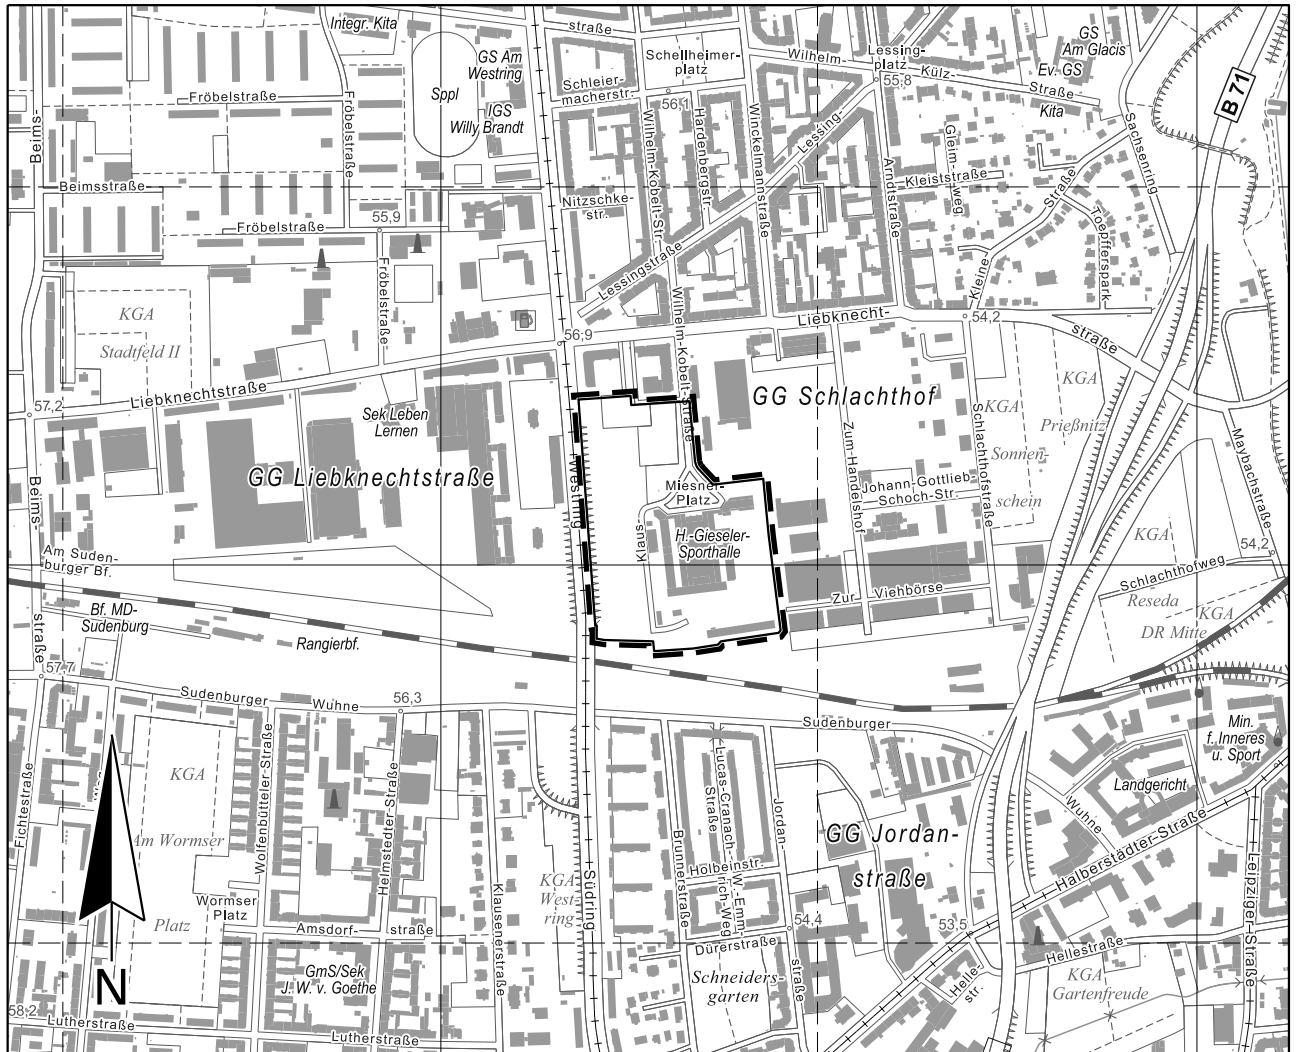 Integr. Kita
straße
Schellheimer-
platz
Wilhelm-
Lessing-
platz
55,8
Külz-
Straße
GS
Am Glacis
Ev. GS
Kita
B 71
GS Am
Westring
Sppl
IGS
Willy Brandt
Schleier-
macherstr.
56,1
Fröbelstraße
Fröbelstraße
Beims-
Wilhelm-Kobelt-Str.
Hardenbergstr.
Winckelmannstraße
Lessing-
Arndtstraße
Gleim-
weg
Kleiststraße
Straße
Sachsenring
Toepfferspark
Beimsstraße
55,9
Fröbelstraße
Fröbelstraße
Nitzschke-
str.
Lessingstraße
Kleine
KGA
Stadtfeld II
Wilhelm-Kobelt-Straße
Liebknecht-
54,2
straße
56,9
57,2
Liebknechtstraße
Sek Leben
Lernen
GG Schlachthof
KGA
Prießnitz
KGA
Sonnen-
schein
Schlachthofstraße
Maybachstraße
Zum-Handelshof
GG Liebknechtstraße
Westring
Miesner-
Platz
Klaus-
Johann-Gottlieb-
Schoch-Str.
H.-Gieseler-
Sporthalle
KGA
54,2
Schlachthofweg
Beims-
straße
Am Suden-
burger Bf.
Bf. MD-
Sudenburg
Rangierbf.
Zur Viehbörse
Reseda
KGA
DR Mitte
57,7
Sudenburger Wuhne
56,3
Sudenburger
Wuhne
Min.
f. Inneres
u. Sport
Landgericht
Fichtestraße
KGA
Am Wormser
Platz
Wolfenbütteler-Straße
Helmstedter-Straße
Südring
Lucas-Cranach-
Straße
Jordan-
straße
Brunnerstraße
Holbeinstr.
W.-Emm-
rich-Weg
GG Jordan-
straße
Halberstädter-Straße
Leipziger-Straße
Wormser
Platz
Amsdorf- straße
Klausenerstraße
KGA
West-
ring
54,4
53,5
Dürerstraße
Schneiders-
garten
Helle-
str.
Hellestraße
KGA
Gartenfreude
GmS/Sek
J. W. v. Goethe
N
58,2
Lutherstraße
Lutherstraße